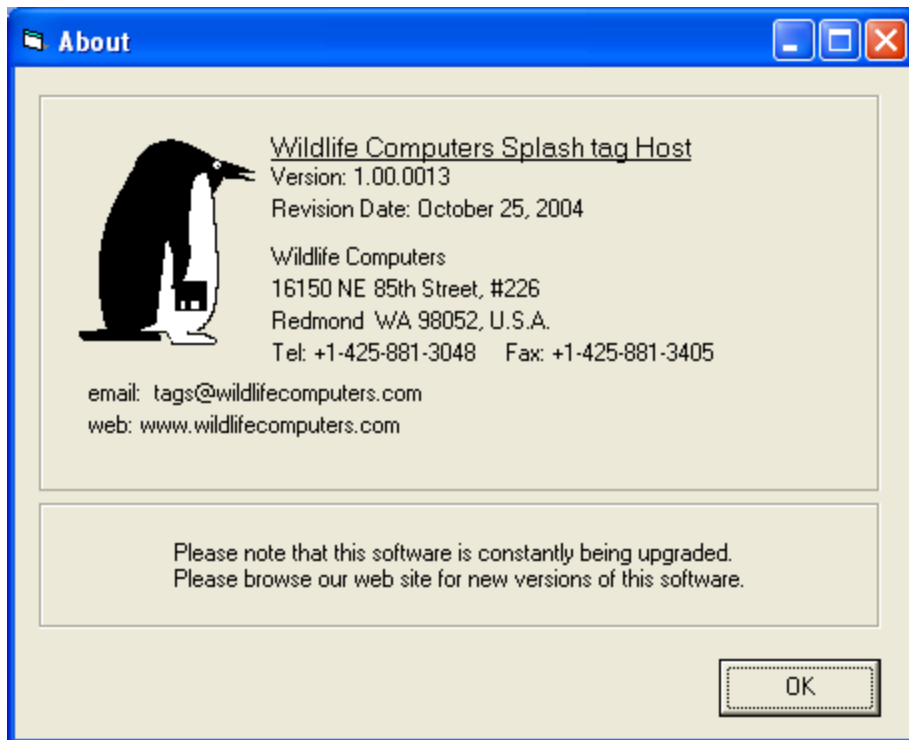 About
Wildlife Computers Splash tag Host
Version: 1.00.0013
Revision Date: October 25, 2004
Wildlife Computers
16150 NE 85th Street, #226
Redmond  WA 98052, U.S.A.
Tel: +1-425-881-3048     Fax: +1-425-881-3405
email:  tags@wildlifecomputers.com
web: www.wildlifecomputers.com
Please note that this software is constantly being upgraded.
Please browse our web site for new versions of this software.
OK